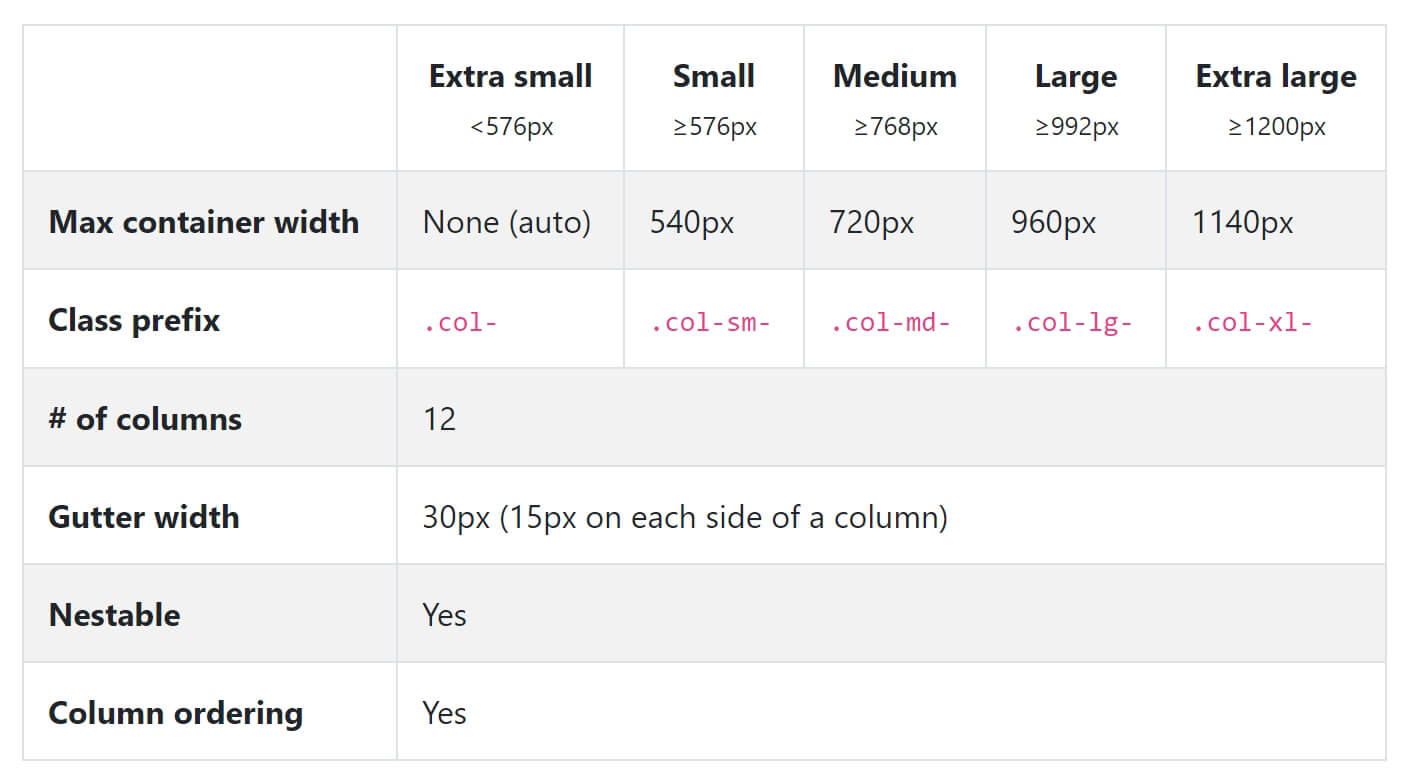 Extra small Small Medium Large Extra large
<576px ≥576px ≥768px ≥992px ≥1200px
Max container width None (auto) 540px 720px 960px 1140px
Class prefix .col- .col-sm- .col-md- .col-lg- .col-xl-
# of columns 12
Gutter width 30px (15px on each side of a column)
Nestable Yes
Column ordering Yes